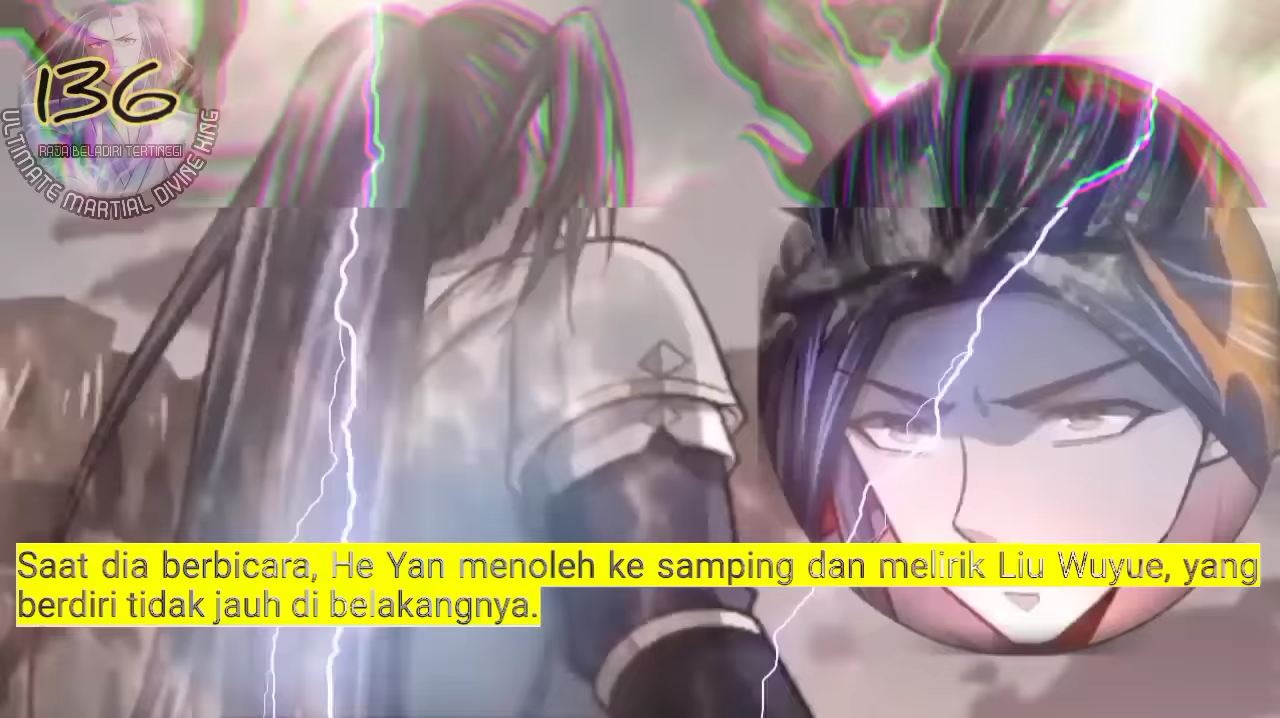 136
RAJA BELADIRI TERTINGGI
ULTIMATE MARTIAL DIVINE KING
Saat dia berbicara, He Yan menoleh ke samping dan melirik Liu Wuyue, yang
berdiri tidak jauh di belakangnya.